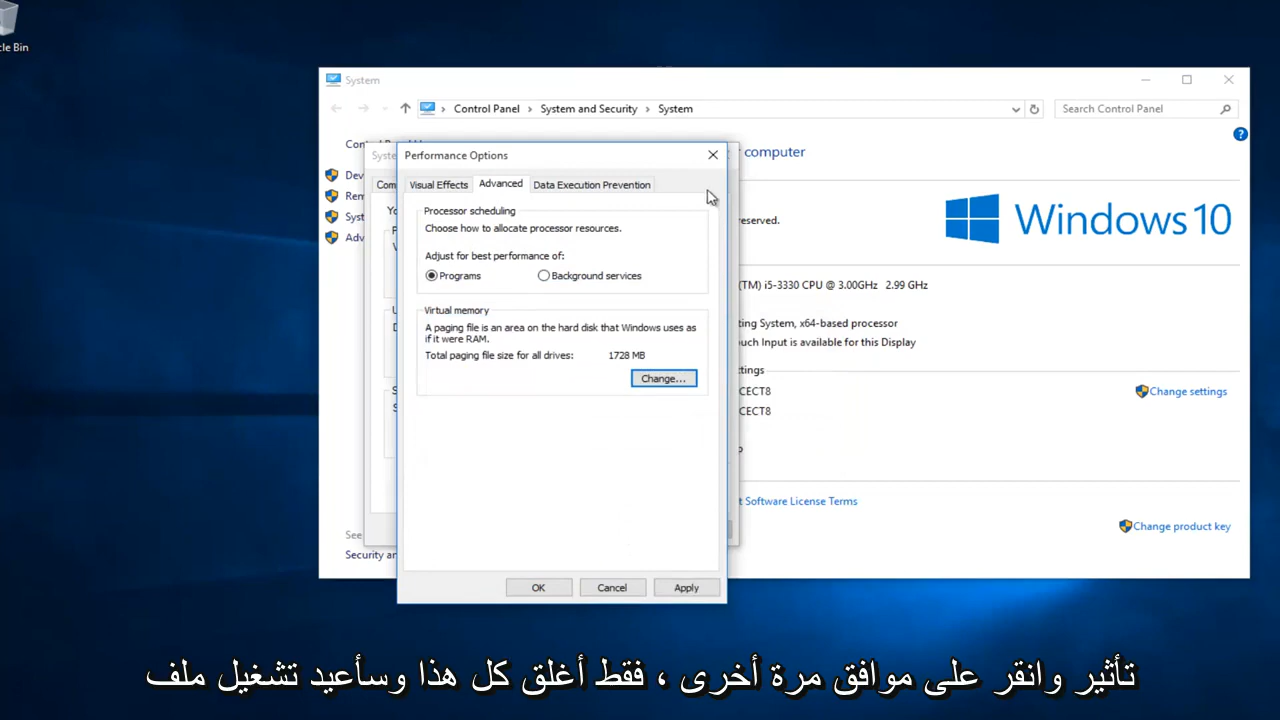 cle Bin
System
Control Panel › System and Security › System
Search Control Panel
computer
Performance Options
Visual Effects
Advanced
Data Execution Prevention
Processor scheduling
Choose how to allocate processor resources.
Adjust for best performance of:
Programs
Background services
Virtual memory
A paging file is an area on the hard disk that Windows uses as
if it were RAM.
Total paging file size for all drives: 1728 MB
Change...
OK
Cancel
Apply
eserved.
Windows 10
(TM) i5-3330 CPU @ 3.00GHz 2.99 GHz
ting System, x64-based processor
uch Input is available for this Display
ttings
CECT8
Change settings
CECT8
t Software License Terms
Change product key
See
Security an
تأثير وانقر على موافق مرة أخرى ، فقط أغلق كل هذا وسأعيد تشغيل ملف